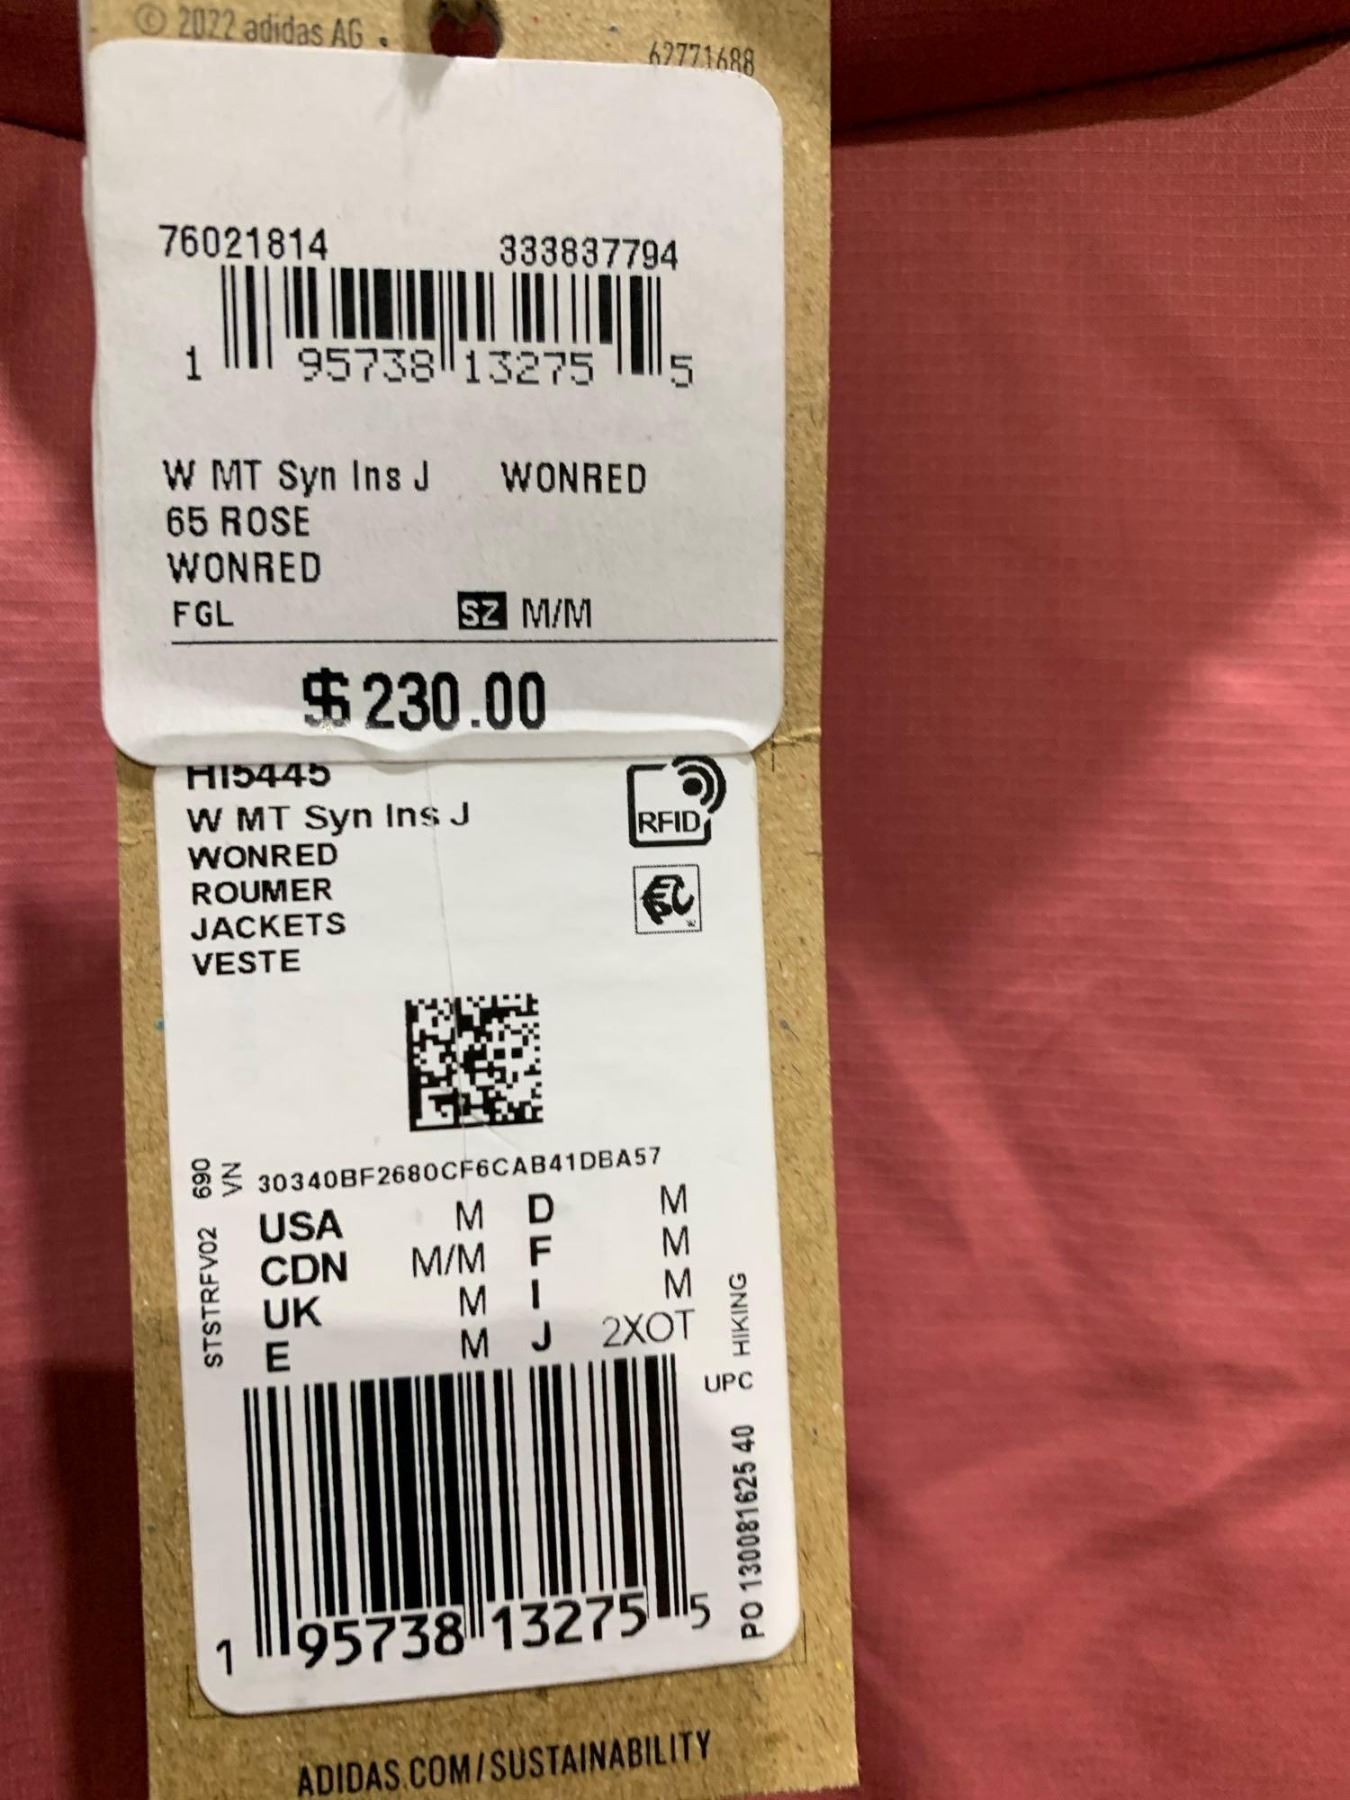 © 2022 adidas AG .
62771688
76021814 333837794
1 95738 13275 5
W MT Syn Ins J WONRED
65 ROSE
WONRED
FGL SZ M/M
$230.00
HI5445
W MT Syn Ins J
WONRED
ROUMER
JACKETS
VESTE
RFID
690
VN
30340BF2680CF6CAB41DBA57
STSTRFV02
USA M D M
CDN M/M F M
UK M I M
E M J 2XOT
HIKING
UPC
PO 130081625 40
1 95738 13275 5
ADIDAS.COM/SUSTAINABILITY